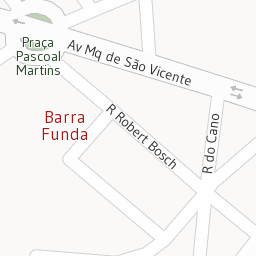 Praça
Pascoal
Martins
Av Mq de São Vicente
Barra
Funda
R Robert Bosch
R do Cano